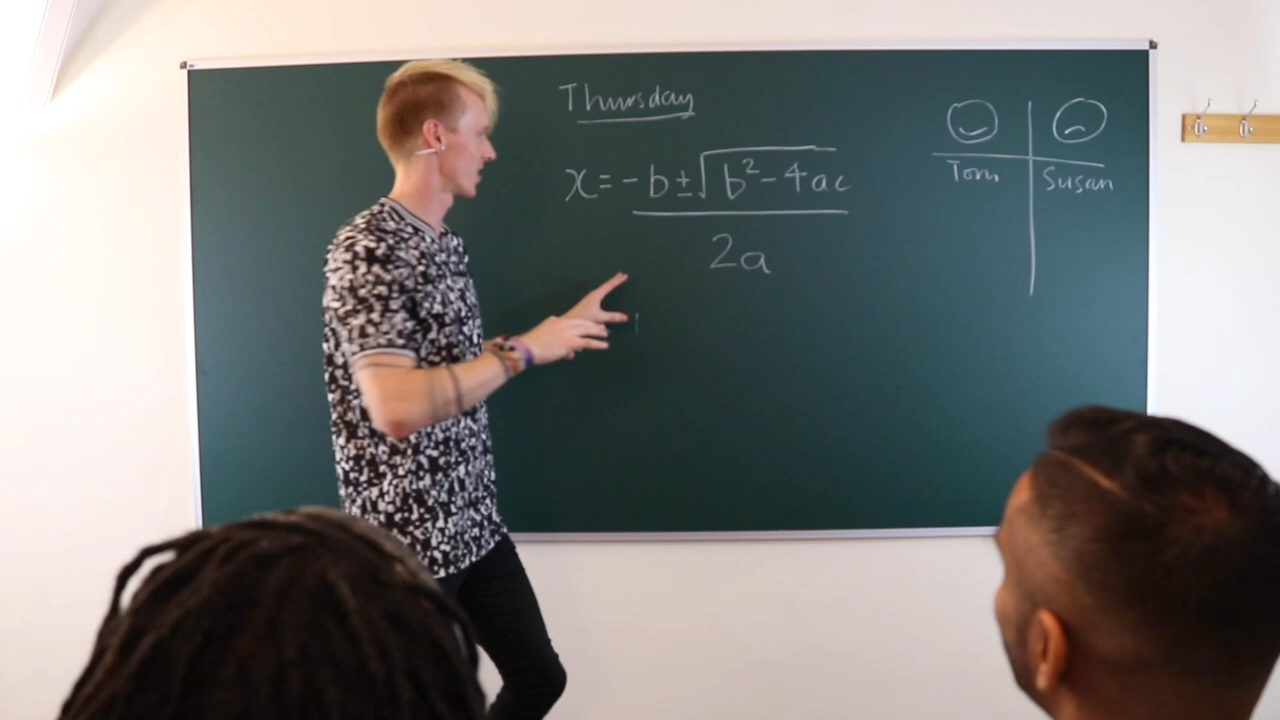 Thursday
x = -b ± √b² - 4ac
2a
Tom Susan